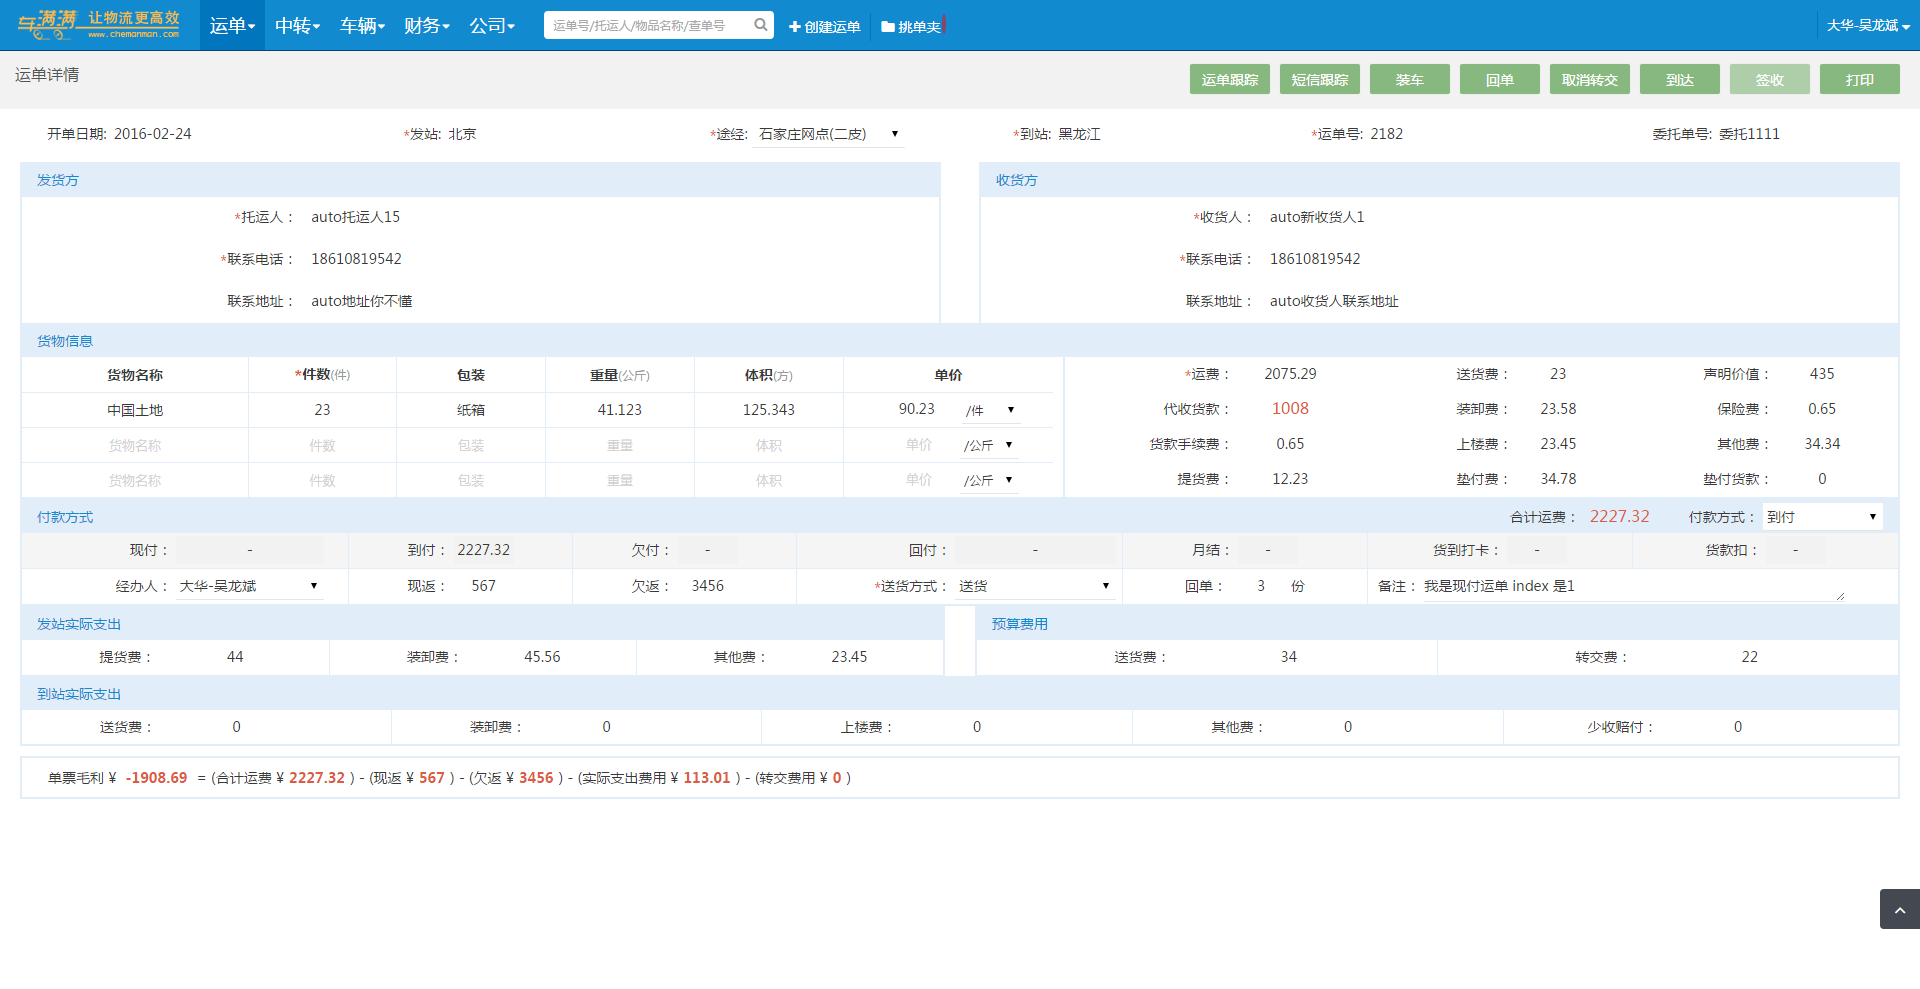 车满满 让物流更高效 www.chemanman.com 运单 中转 车辆 财务 公司 运单号/托运人/物品名称/查单号 创建运单 挑单夹 大华-吴龙斌
运单详情 运单跟踪 短信跟踪 装车 回单 取消转交 到达 签收 打印
开单日期: 2016-02-24 *发站: 北京 *途经: 石家庄网点(二皮) *到站: 黑龙江 *运单号: 2182 委托单号: 委托1111
发货方 收货方
*托运人： auto托运人15 *收货人： auto新收货人1
*联系电话： 18610819542 *联系电话： 18610819542
联系地址： auto地址你不懂 联系地址： auto收货人联系地址
货物信息
货物名称 *件数(件) 包装 重量(公斤) 体积(方) 单价 *运费： 2075.29 送货费： 23 声明价值： 435
中国土地 23 纸箱 41.123 125.343 90.23 /件 代收货款： 1008 装卸费： 23.58 保险费： 0.65
货物名称 件数 包装 重量 体积 单价 /公斤 货款手续费： 0.65 上楼费： 23.45 其他费： 34.34
货物名称 件数 包装 重量 体积 单价 /公斤 提货费： 12.23 垫付费： 34.78 垫付货款： 0
付款方式 合计运费： 2227.32 付款方式： 到付
现付： - 到付： 2227.32 欠付： - 回付： - 月结： - 货到打卡： - 货款扣： -
经办人： 大华-吴龙斌 现返： 567 欠返： 3456 *送货方式： 送货 回单： 3 份 备注： 我是现付运单 index 是1
发站实际支出 预算费用
提货费： 44 装卸费： 45.56 其他费： 23.45 送货费： 34 转交费： 22
到站实际支出
送货费： 0 装卸费： 0 上楼费： 0 其他费： 0 少收赔付： 0
单票毛利 ¥ -1908.69 = (合计运费 ¥ 2227.32 ) - (现返 ¥ 567 ) - (欠返 ¥ 3456 ) - (实际支出费用 ¥ 113.01 ) - (转交费用 ¥ 0 )